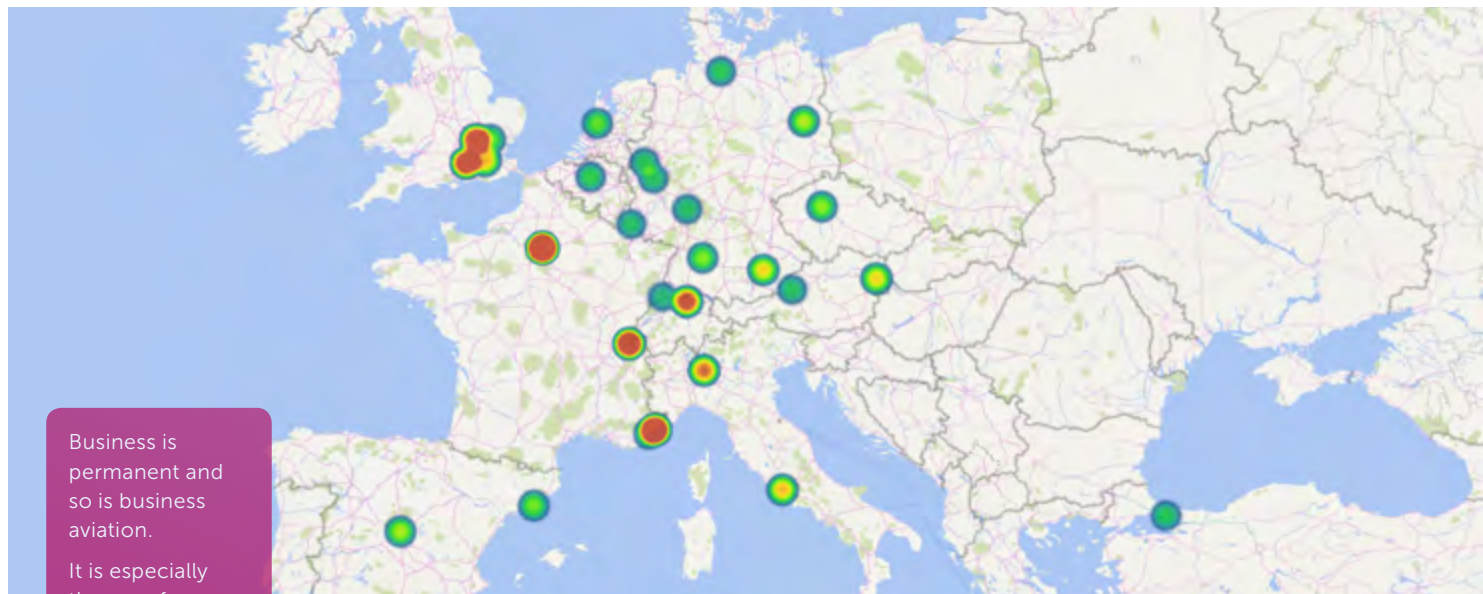 Business is
permanent and
so is business
aviation.
It is especially